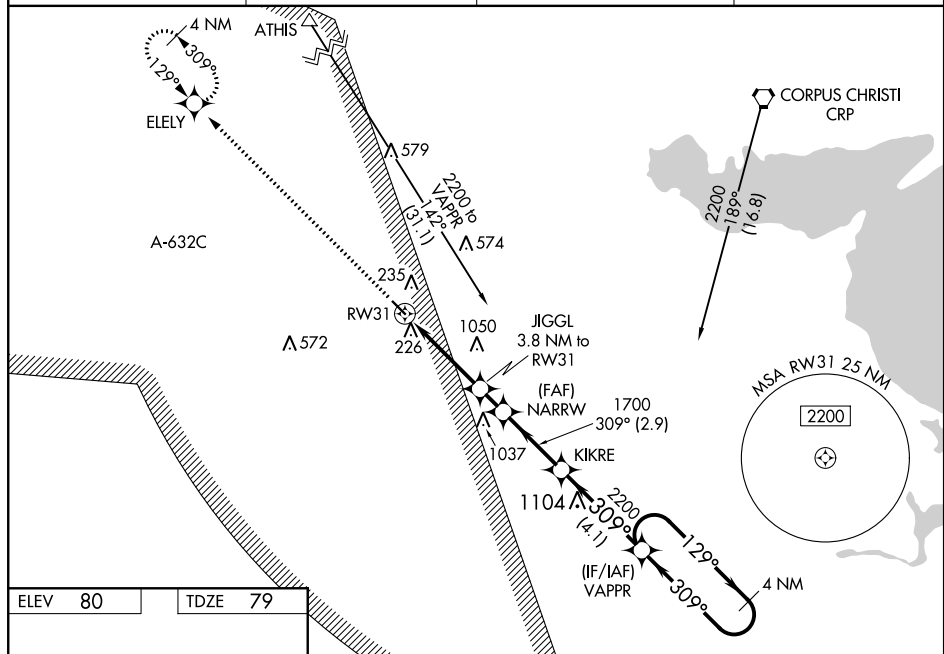 4 NM
309°
129°
ELELY
ATHIS
CORPUS CHRISTI
CRP
579
2200 to
VAPPR
142°
(31.1)
2200
189°
(16.8)
A-632C
574
235
RW31
572
226
1050
JIGGL
3.8 NM to
RW31
(FAF)
NARRW
1700
309° (2.9)
1037
KIKRE
1104
2200
309°
(4.1)
(IF/IAF)
VAPPR
129°
309°
4 NM
MSA RW31 25 NM
2200
ELEV 80
TDZE 79